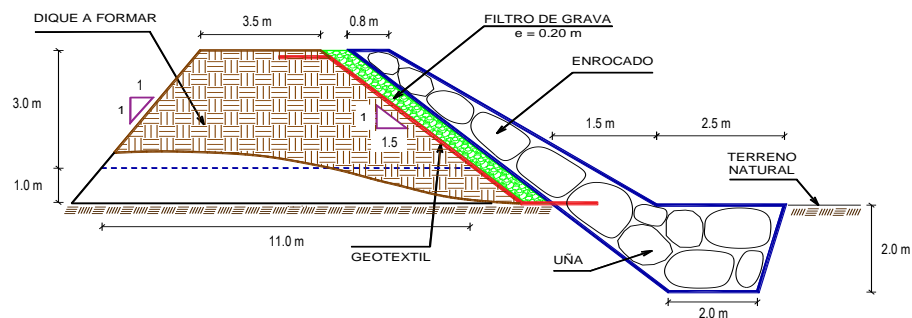 DIQUE A FORMAR
3.5 m
0.8 m
FILTRO DE GRAVA
e = 0.20 m
ENROCADO
3.0 m
1
1
1
1.5
1.5 m
2.5 m
TERRENO
NATURAL
1.0 m
11.0 m
GEOTEXTIL
UÑA
2.0 m
2.0 m